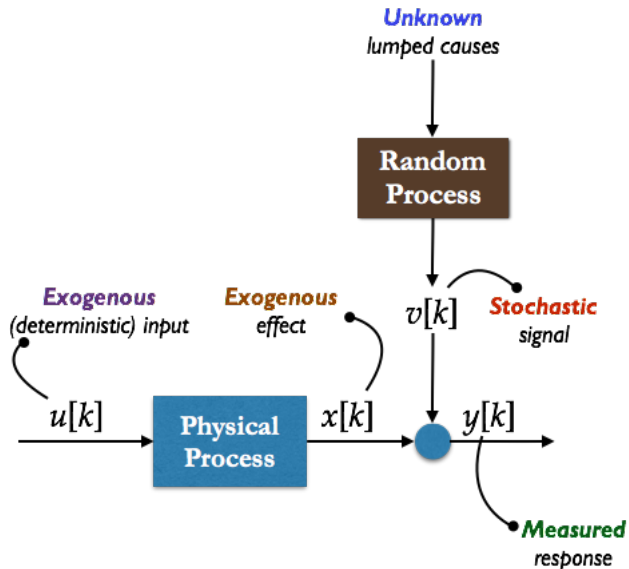 Unknown
lumped causes
Random
Process
Exogenous
(deterministic) input
Exogenous
effect
v[k]
Stochastic
signal
u[k]
Physical
Process
x[k]
y[k]
Measured
response